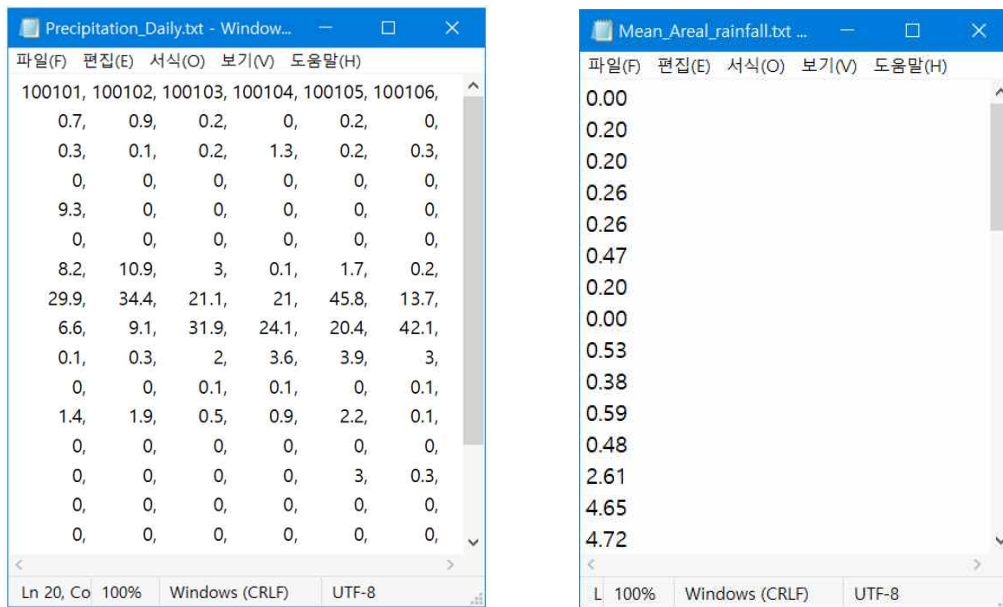 Precipitation_Daily.txt - Window...
파일(F) 편집(E) 서식(O) 보기(V) 도움말(H)
100101, 100102, 100103, 100104, 100105, 100106,
0.7, 0.9, 0.2, 0, 0.2, 0,
0.3, 0.1, 0.2, 1.3, 0.2, 0.3,
0, 0, 0, 0, 0, 0,
9.3, 0, 0, 0, 0, 0,
0, 0, 0, 0, 0, 0,
8.2, 10.9, 3, 0.1, 1.7, 0.2,
29.9, 34.4, 21.1, 21, 45.8, 13.7,
6.6, 9.1, 31.9, 24.1, 20.4, 42.1,
0.1, 0.3, 2, 3.6, 3.9, 3,
0, 0, 0.1, 0.1, 0, 0.1,
1.4, 1.9, 0.5, 0.9, 2.2, 0.1,
0, 0, 0, 0, 0, 0,
0, 0, 0, 0, 3, 0.3,
0, 0, 0, 0, 0, 0,
0, 0, 0, 0, 0, 0,
Ln 20, Co 100% Windows (CRLF) UTF-8
Mean_Areal_rainfall.txt ...
파일(F) 편집(E) 서식(O) 보기(V) 도움말(H)
0.00
0.20
0.20
0.26
0.26
0.47
0.20
0.00
0.53
0.38
0.59
0.48
2.61
4.65
4.72
L 100% Windows (CRLF) UTF-8